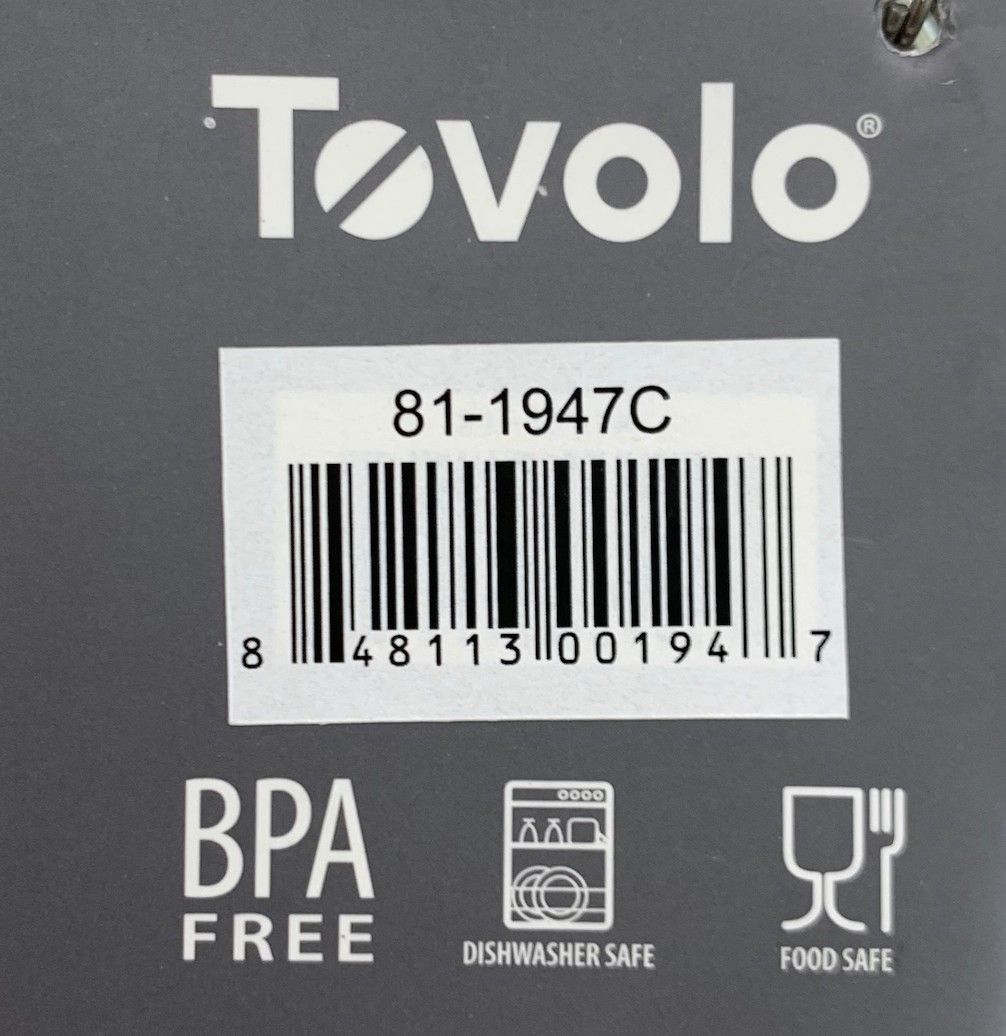 Tovolo®
81-1947C
8 48113 00194 7
BPA
FREE
DISHWASHER SAFE
FOOD SAFE